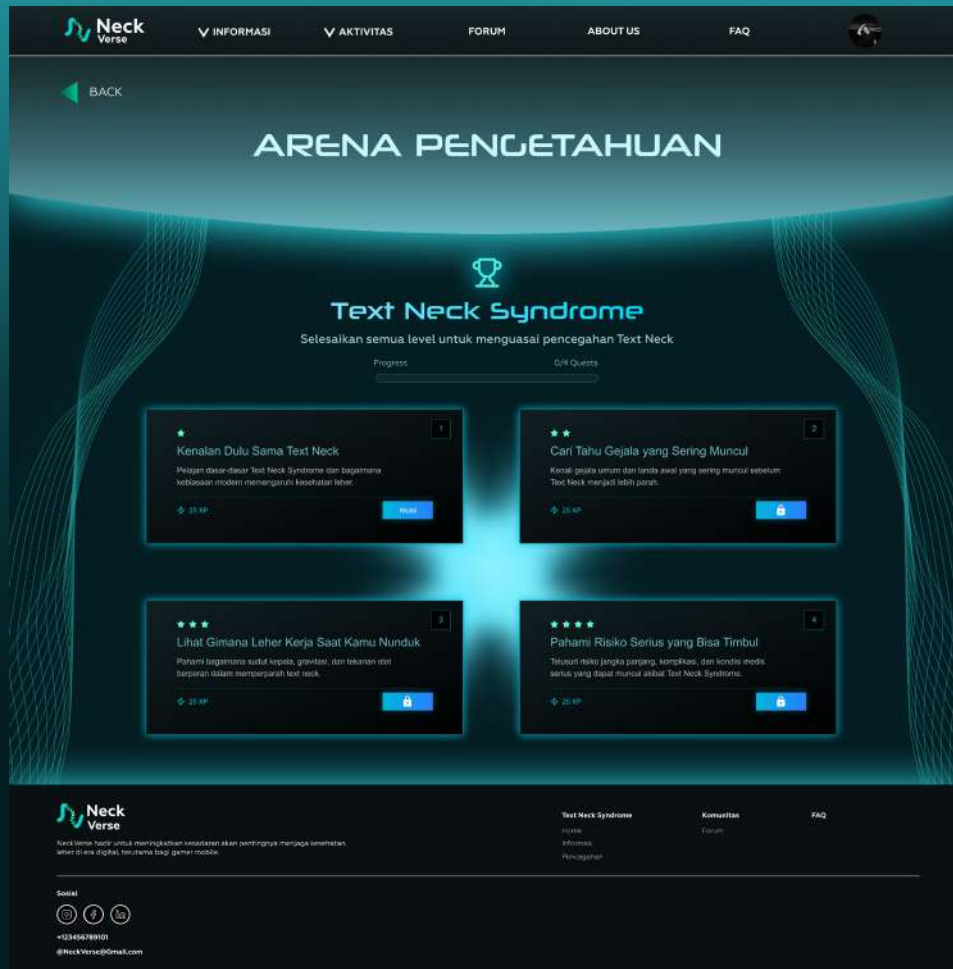 Neck
Verse
INFORMASI
AKTIVITAS
FORUM
ABOUT US
FAQ
BACK
ARENA PENGETAHUAN
Text Neck Syndrome
Selesaikan semua level untuk menguasai pencegahan Text Neck
Progress
0/4 Quests
1
Kenalan Dulu Sama Text Neck
Pelajari dasar-dasar Text Neck Syndrome dan bagaimana
kebiasaan modern memengaruhi kesehatan leher.
25 XP
Mulai
2
Cari Tahu Gejala yang Sering Muncul
Kenali gejala umum dan tanda awal yang sering muncul sebelum
Text Neck menjadi lebih parah.
25 XP
3
Lihat Gimana Leher Kerja Saat Kamu Nunduk
Pahami bagaimana sudut kepala, gravitasi, dan tekanan otot
berperan dalam memperparah text neck.
25 XP
4
Pahami Risiko Serius yang Bisa Timbul
Telusuri risiko jangka panjang, komplikasi, dan kondisi medis
serius yang dapat muncul akibat Text Neck Syndrome.
25 XP
Neck
Verse
NeckVerse hadir untuk meningkatkan kesadaran akan pentingnya menjaga kesehatan
leher di era digital, terutama bagi gamer mobile.
Text Neck Syndrome
Home
Informasi
Pencegahan
Komunitas
Forum
FAQ
Sosial
+123456789101
@NeckVerse@Gmail.com